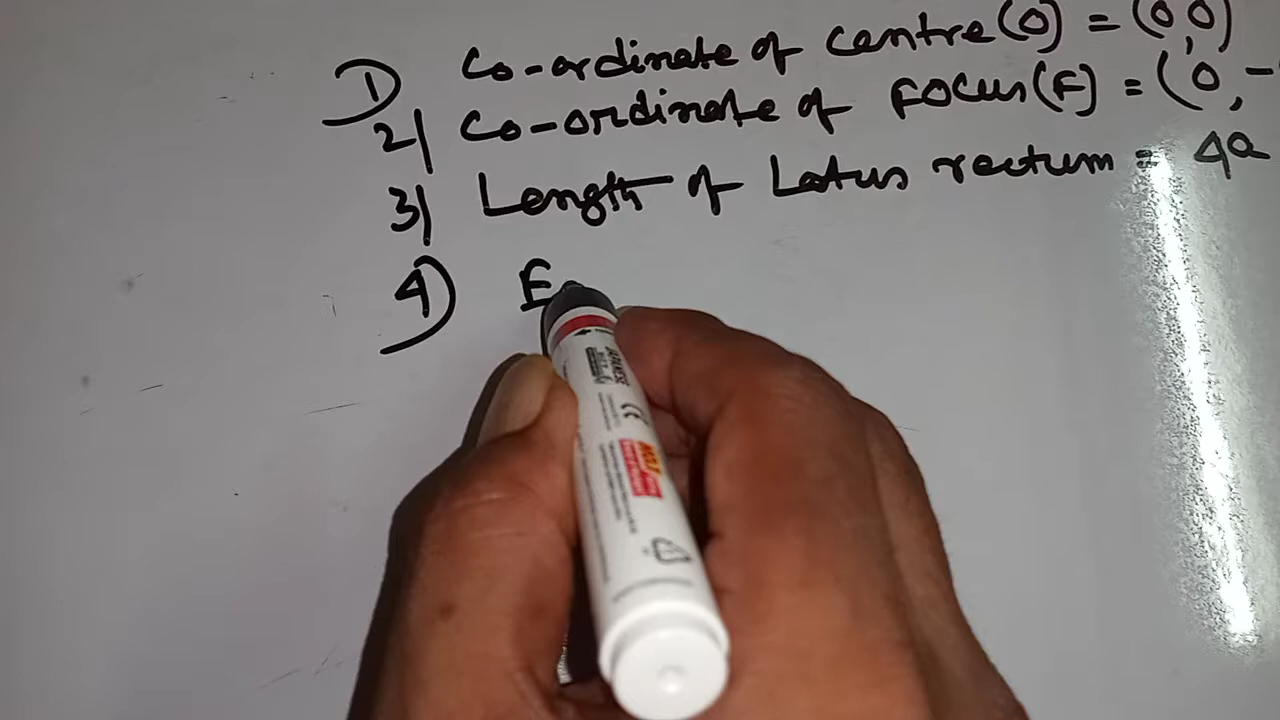 1) Co-ordinate of centre(O) = (0,0)
2) Co-ordinate of Focus(F) = (0, -
3) Length of Latus rectum = 4a
4) E